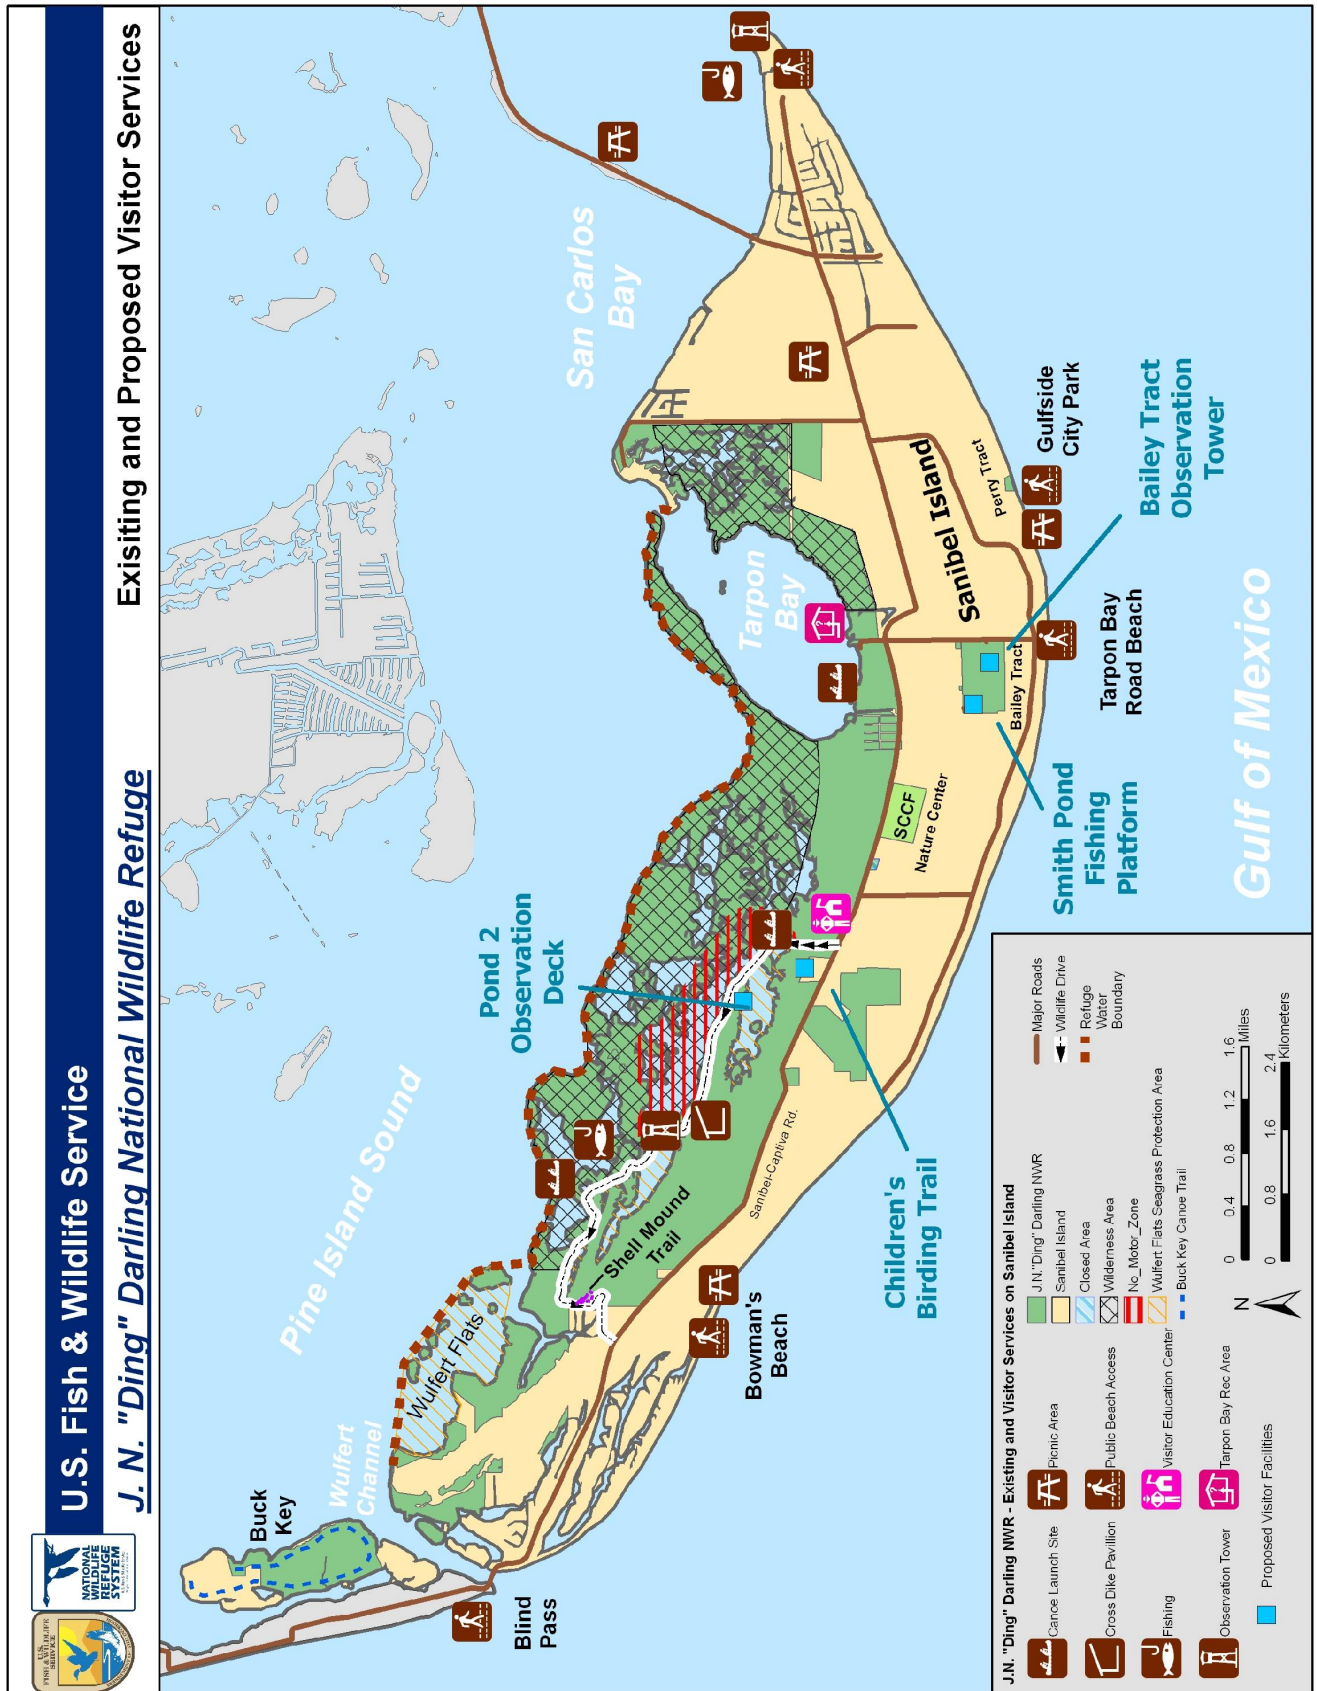 U.S. Fish & Wildlife Service
J. N. "Ding" Darling National Wildlife Refuge
Exisiting and Proposed Visitor Services
U.S.
FISH & WILDLIFE
SERVICE
NATIONAL
WILDLIFE
REFUGE
SYSTEM
Buck
Key
Wulfert
Channel
Blind
Pass
Pine Island Sound
Wulfert Flats
Pond 2
Observation
Deck
San Carlos
Bay
Tarpon
Bay
Shell Mound
Trail
Bowman's
Beach
Sanibel-Captiva Rd.
Children's
Birding Trail
SCCF
Nature Center
Smith Pond
Fishing
Platform
Bailey Tract
Tarpon Bay
Road Beach
Sanibel Island
Perry Tract
Gulfside
City Park
Bailey Tract
Observation
Tower
Gulf of Mexico
J.N. "Ding" Darling NWR - Existing and Visitor Services on Sanibel Island
Canoe Launch Site
Cross Dike Pavillion
Fishing
Observation Tower
Proposed Visitor Facilities
Picnic Area
Public Beach Access
Visitor Education Center
Tarpon Bay Rec Area
J.N."Ding" Darling NWR
Sanibel Island
Closed Area
Wilderness Area
No_Motor_Zone
Wulfert Flats Seagrass Protection Area
Buck Key Canoe Trail
Major Roads
Wildlife Drive
Refuge
Water
Boundary
N
0 0.4 0.8 1.2 1.6
Miles
0 0.8 1.6 2.4
Kilometers